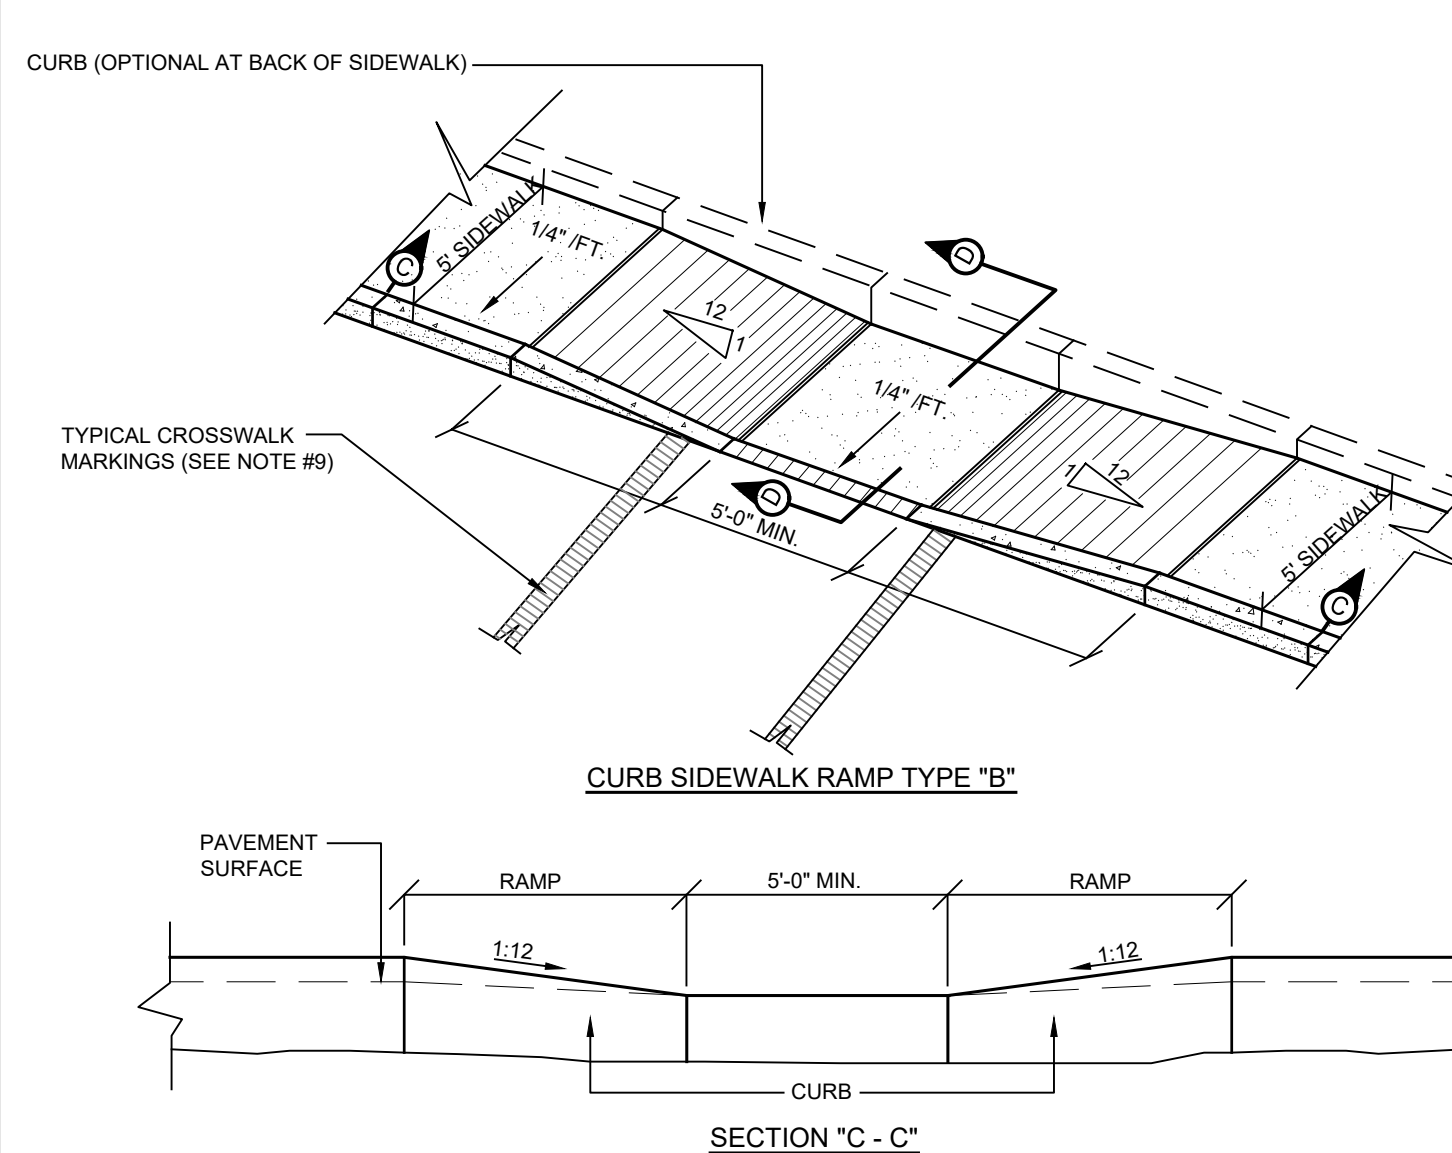 CURB (OPTIONAL AT BACK OF SIDEWALK)
5' SIDEWALK
1/4" /FT.
C
D
12
1
1/4" /FT.
TYPICAL CROSSWALK
MARKINGS (SEE NOTE #9)
D
5'-0" MIN.
1
12
5' SIDEWALK
C
CURB SIDEWALK RAMP TYPE "B"
PAVEMENT
SURFACE
RAMP
5'-0" MIN.
RAMP
1:12
1:12
CURB
SECTION "C - C"